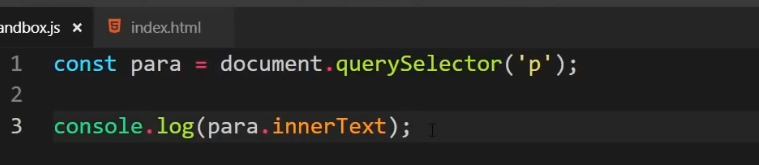 andbox.js × index.html
1 const para = document.querySelector('p');
2
3 console.log(para.innerText);